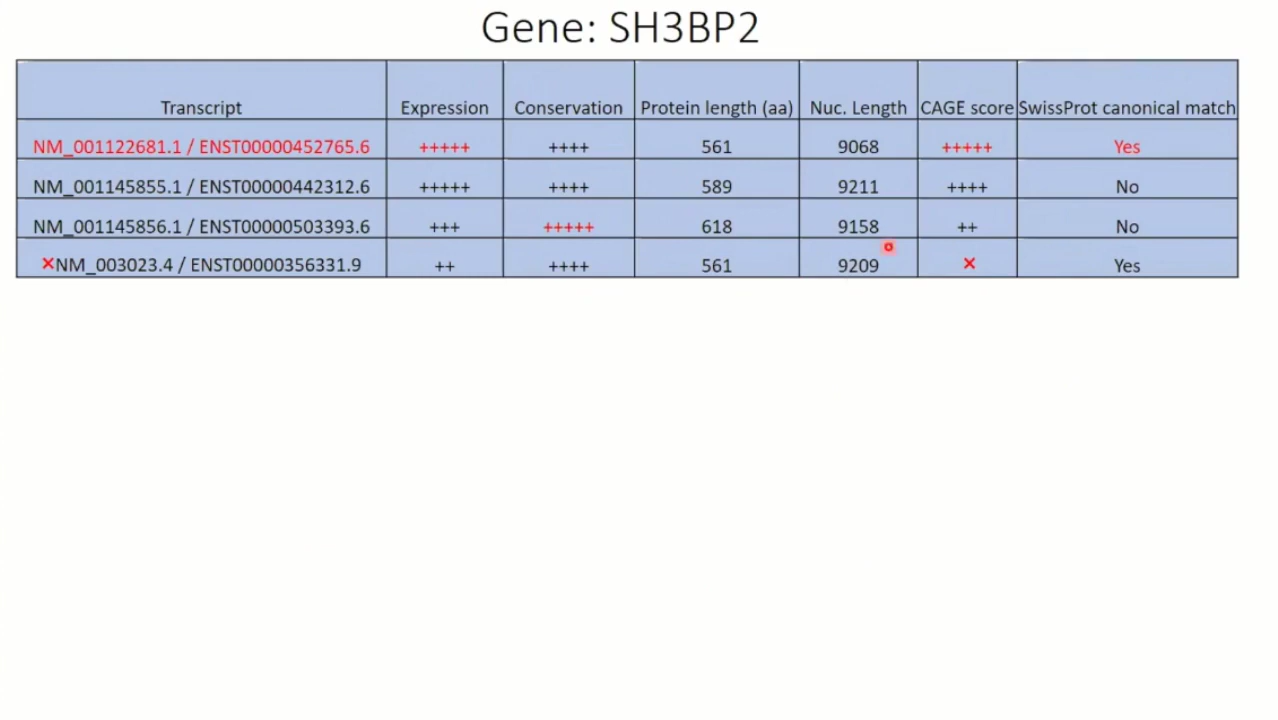 Gene: SH3BP2
Transcript Expression Conservation Protein length (aa) Nuc. Length CAGE score SwissProt canonical match
NM_001122681.1 / ENST00000452765.6 +++++ ++++ 561 9068 +++++ Yes
NM_001145855.1 / ENST00000442312.6 +++++ ++++ 589 9211 ++++ No
NM_001145856.1 / ENST00000503393.6 +++ +++++ 618 9158 ++ No
×NM_003023.4 / ENST00000356331.9 ++ ++++ 561 9209 × Yes